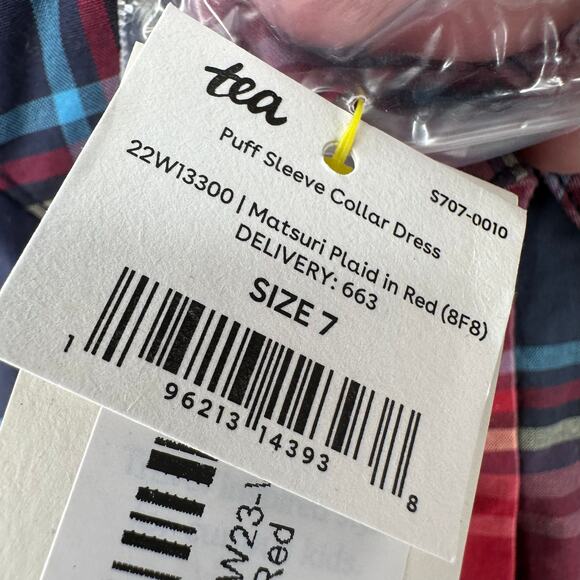 tea
Puff Sleeve Collar Dress
S707-0010
22W13300 | Matsuri Plaid in Red (8F8)
DELIVERY: 663
SIZE 7
1 96213 14393 8
W23-
Red